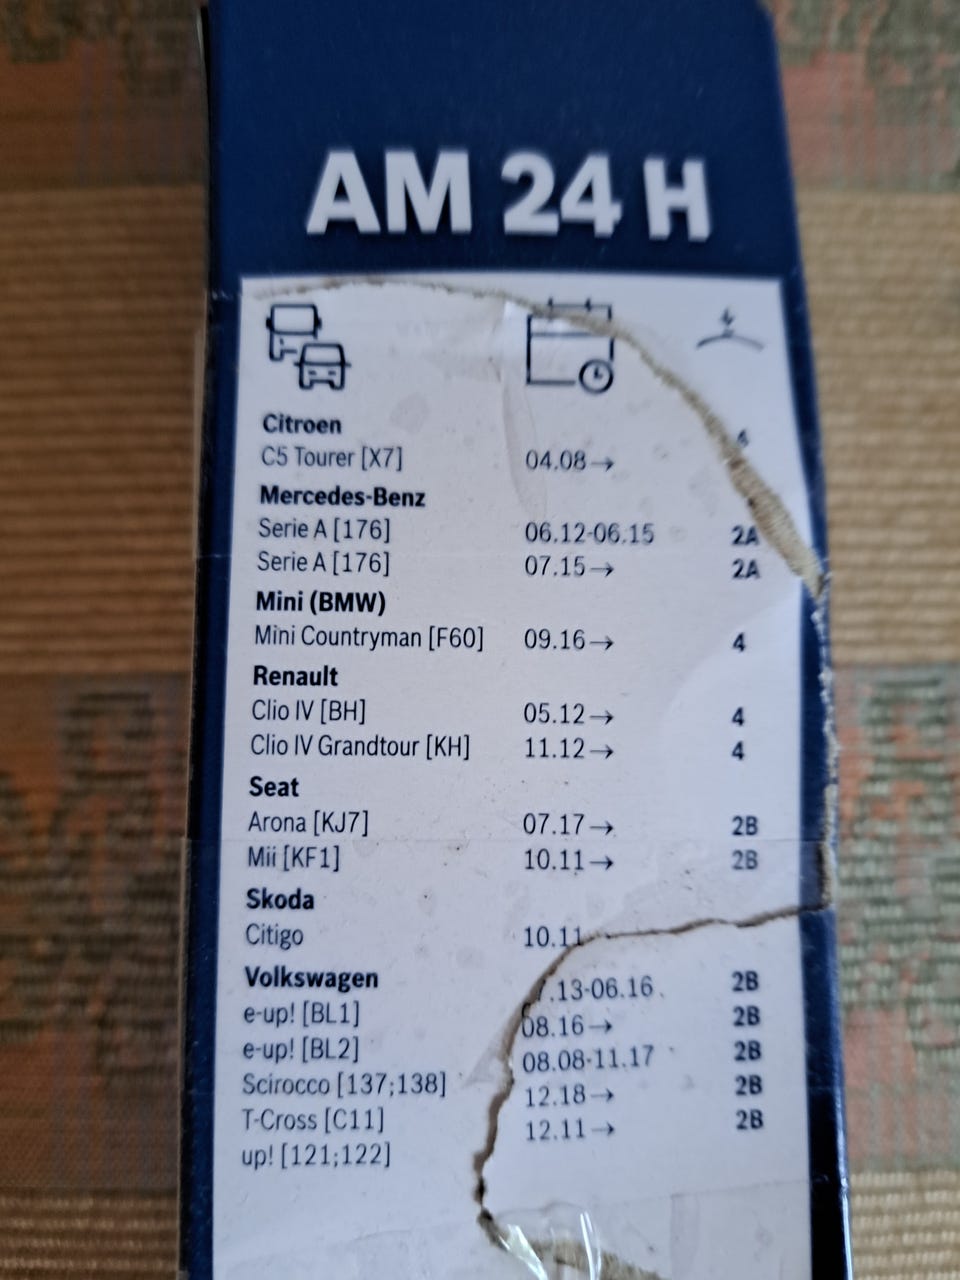 AM 24 H
Citroen
C5 Tourer [X7] 04.08→
Mercedes-Benz
Serie A [176] 06.12-06.15 2A
Serie A [176] 07.15→ 2A
Mini (BMW)
Mini Countryman [F60] 09.16→ 4
Renault
Clio IV [BH] 05.12→ 4
Clio IV Grandtour [KH] 11.12→ 4
Seat
Arona [KJ7] 07.17→ 2B
Mii [KF1] 10.11→ 2B
Skoda
Citigo 10.11
Volkswagen
e-up! [BL1] .13-06.16 2B
e-up! [BL2] 08.16→ 2B
Scirocco [137;138] 08.08-11.17 2B
T-Cross [C11] 12.18→ 2B
up! [121;122] 12.11→ 2B